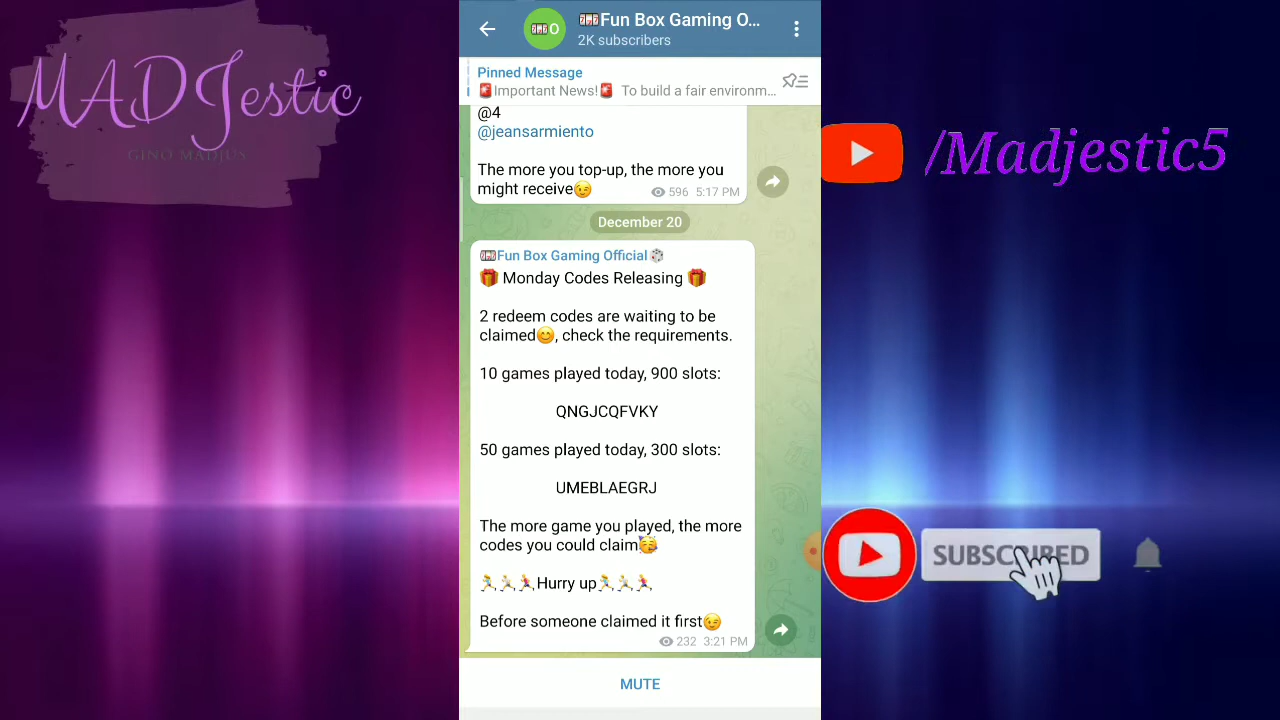 MADJestic
GINO MADJUS
🎰Fun Box Gaming O...
2K subscribers
Pinned Message
🚨Important News!🚨 To build a fair environm...
@4
@jeansarmiento
The more you top-up, the more you
might receive😉
596 5:17 PM
December 20
🎰Fun Box Gaming Official🎲
🎁 Monday Codes Releasing 🎁
2 redeem codes are waiting to be
claimed😊, check the requirements.
10 games played today, 900 slots:
QNGJCQFVKY
50 games played today, 300 slots:
UMEBLAEGRJ
The more game you played, the more
codes you could claim🥳
🏃🏃🏃Hurry up🏃🏃🏃
Before someone claimed it first😉
232 3:21 PM
MUTE
/Madjestic5
SUBSCRIBED